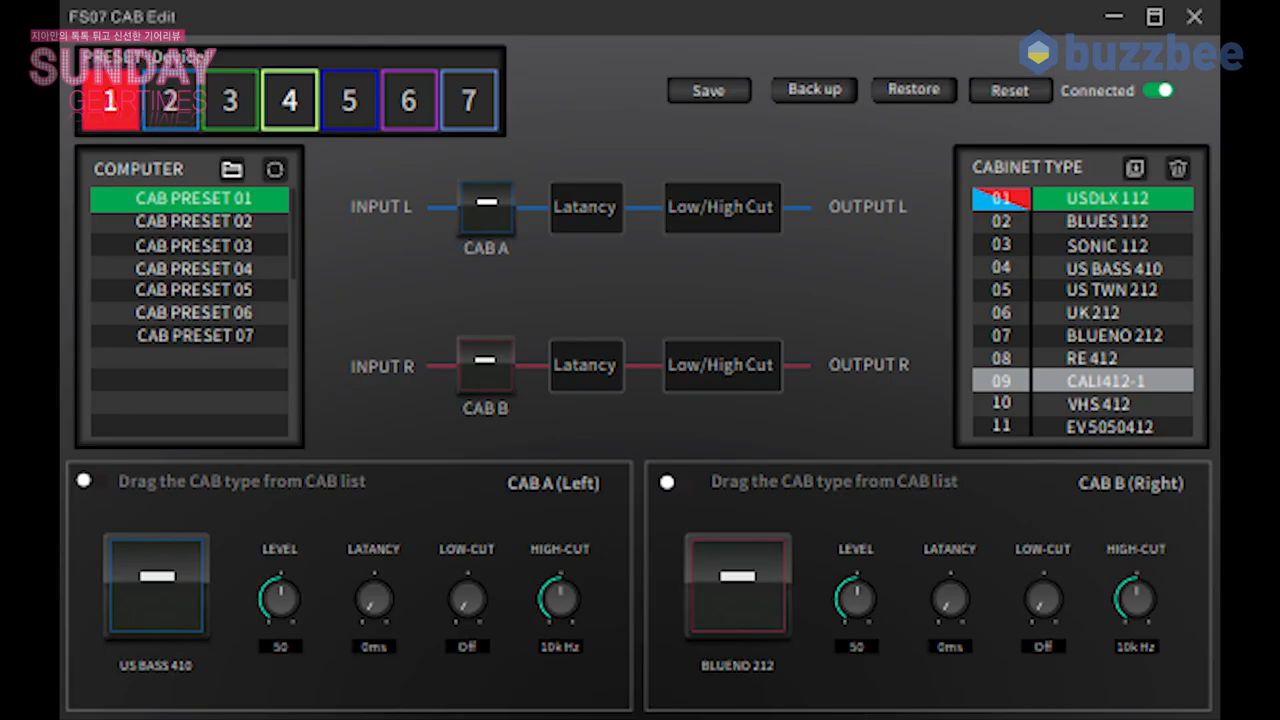 FS07 CAB Edit
지아만의 톡톡 튀고 신선한 기어리뷰
PRESET (Device)
SUNDAY
GEARTIMES
buzzbee
1 2 3 4 5 6 7
Save Back up Restore Reset Connected
COMPUTER
CAB PRESET 01
CAB PRESET 02
CAB PRESET 03
CAB PRESET 04
CAB PRESET 05
CAB PRESET 06
CAB PRESET 07
INPUT L Latancy Low/High Cut OUTPUT L
CAB A
INPUT R Latancy Low/High Cut OUTPUT R
CAB B
CABINET TYPE
01 USDLX 112
02 BLUES 112
03 SONIC 112
04 US BASS 410
05 US TWN 212
06 UK 212
07 BLUENO 212
08 RE 412
09 CALI412-1
10 VHS 412
11 EV5050412
Drag the CAB type from CAB list CAB A (Left)
LEVEL LATANCY LOW-CUT HIGH-CUT
50 0ms Off 10k Hz
US BASS 410
Drag the CAB type from CAB list CAB B (Right)
LEVEL LATANCY LOW-CUT HIGH-CUT
50 0ms Off 10k Hz
BLUENO 212